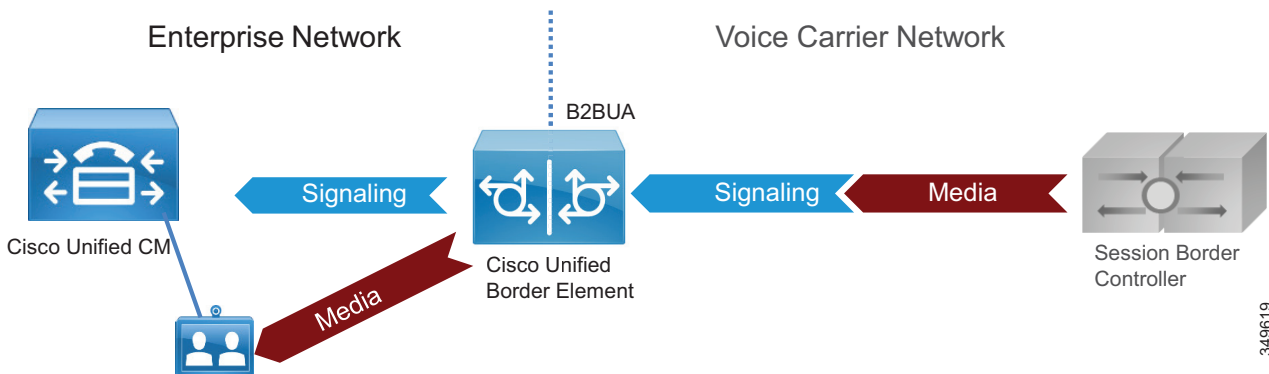 Enterprise Network
Voice Carrier Network
B2BUA
Signaling
Signaling
Media
Cisco Unified CM
Cisco Unified
Border Element
Session Border
Controller
Media
349619